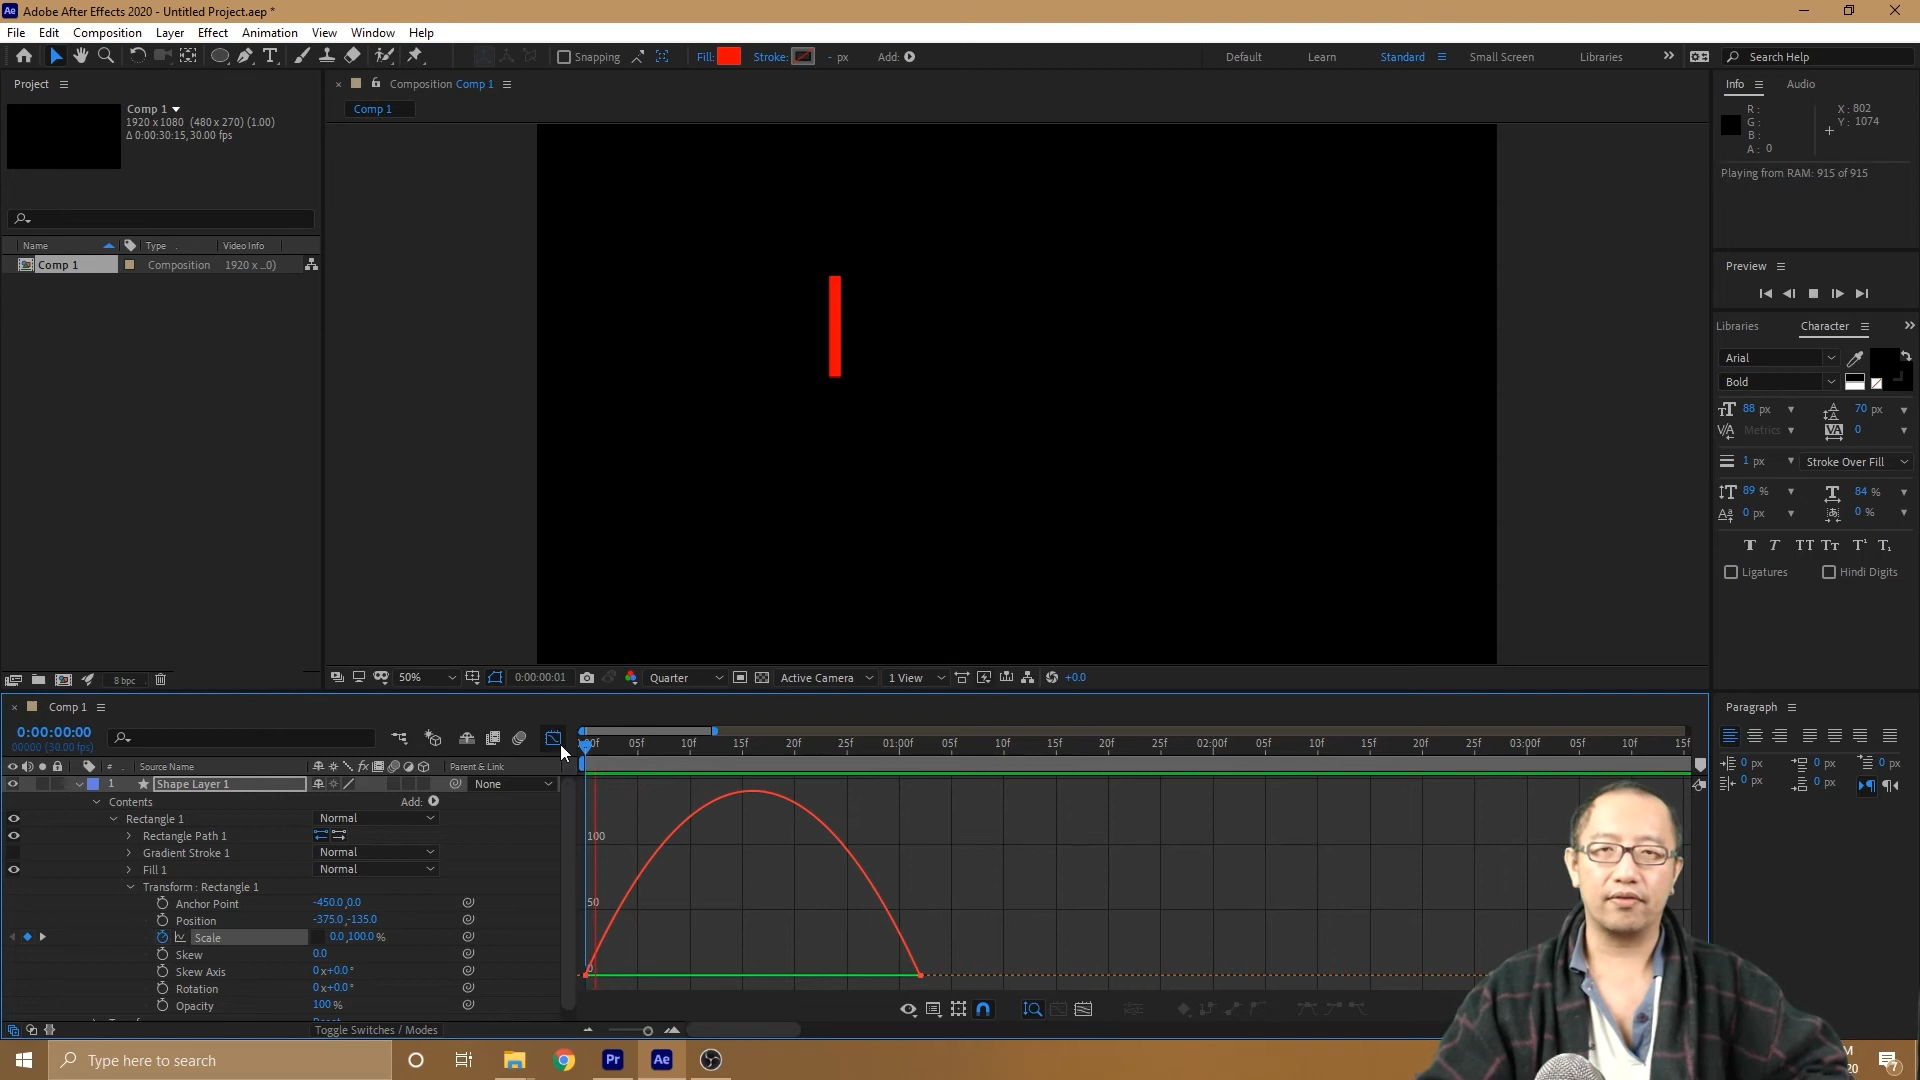 Adobe After Effects 2020 - Untitled Project.aep *
File Edit Composition Layer Effect Animation View Window Help
Snapping Fill: Stroke: - px Add: Default Learn Standard Small Screen Libraries Search Help
Project
Comp 1
1920 x 1080 (480 x 270) (1.00)
Δ 0:00:30:15, 30.00 fps
Name Type Video Info
Comp 1 Composition 1920 x ...0)
8 bpc
Composition Comp 1
Comp 1
50% 0:00:00:01 Quarter Active Camera 1 View +0.0
Info Audio
R: X: 802
G: Y: 1074
B:
A: 0
Playing from RAM: 915 of 915
Preview
Libraries Character
Arial
Bold
88 px 70 px
Metrics 0
1 px Stroke Over Fill
89 % 84 %
0 px 0 %
Ligatures Hindi Digits
Paragraph
0 px 0 px 0 px
0 px 0 px
Comp 1
0:00:00:00
00000 (30.00 fps)
# Source Name Parent & Link
1 Shape Layer 1 None
Contents Add:
Rectangle 1 Normal
Rectangle Path 1
Gradient Stroke 1 Normal
Fill 1 Normal
Transform : Rectangle 1
Anchor Point -450.0,0.0
Position -375.0,-135.0
Scale 0.0,100.0 %
Skew 0.0
Skew Axis 0 x+0.0 °
Rotation 0 x+0.0 °
Opacity 100 %
Toggle Switches / Modes
05f 10f 15f 20f 25f 01:00f 05f 10f 15f 20f 25f 02:00f 05f 10f 15f 20f 25f 03:00f 05f 10f 15f
100
50
0
Type here to search
Pr Ae
7